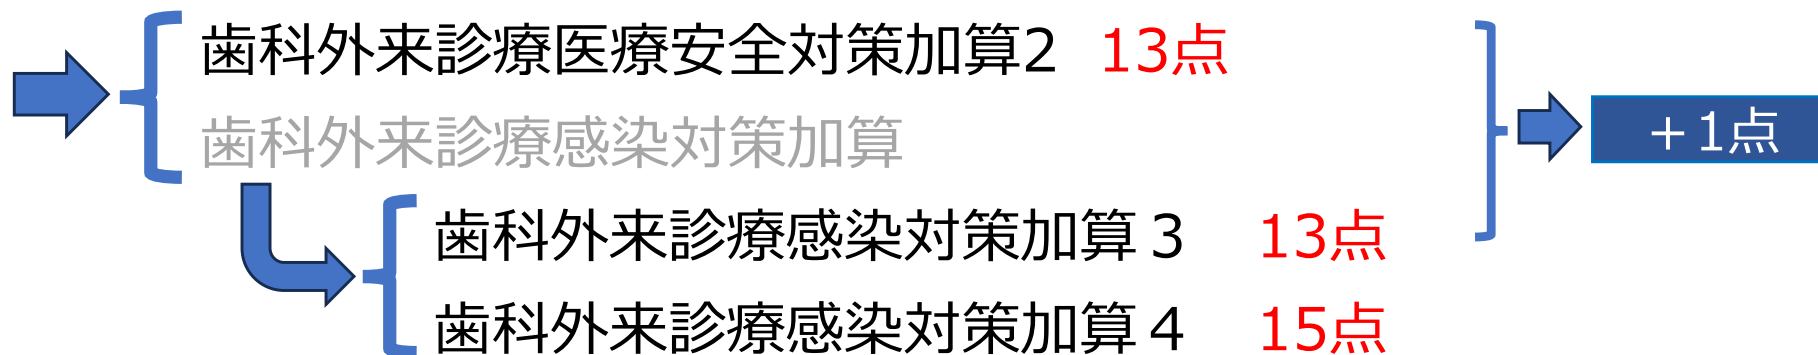 歯科外来診療医療安全対策加算2 13点
歯科外来診療感染対策加算
+1点
歯科外来診療感染対策加算３ 13点
歯科外来診療感染対策加算４ 15点